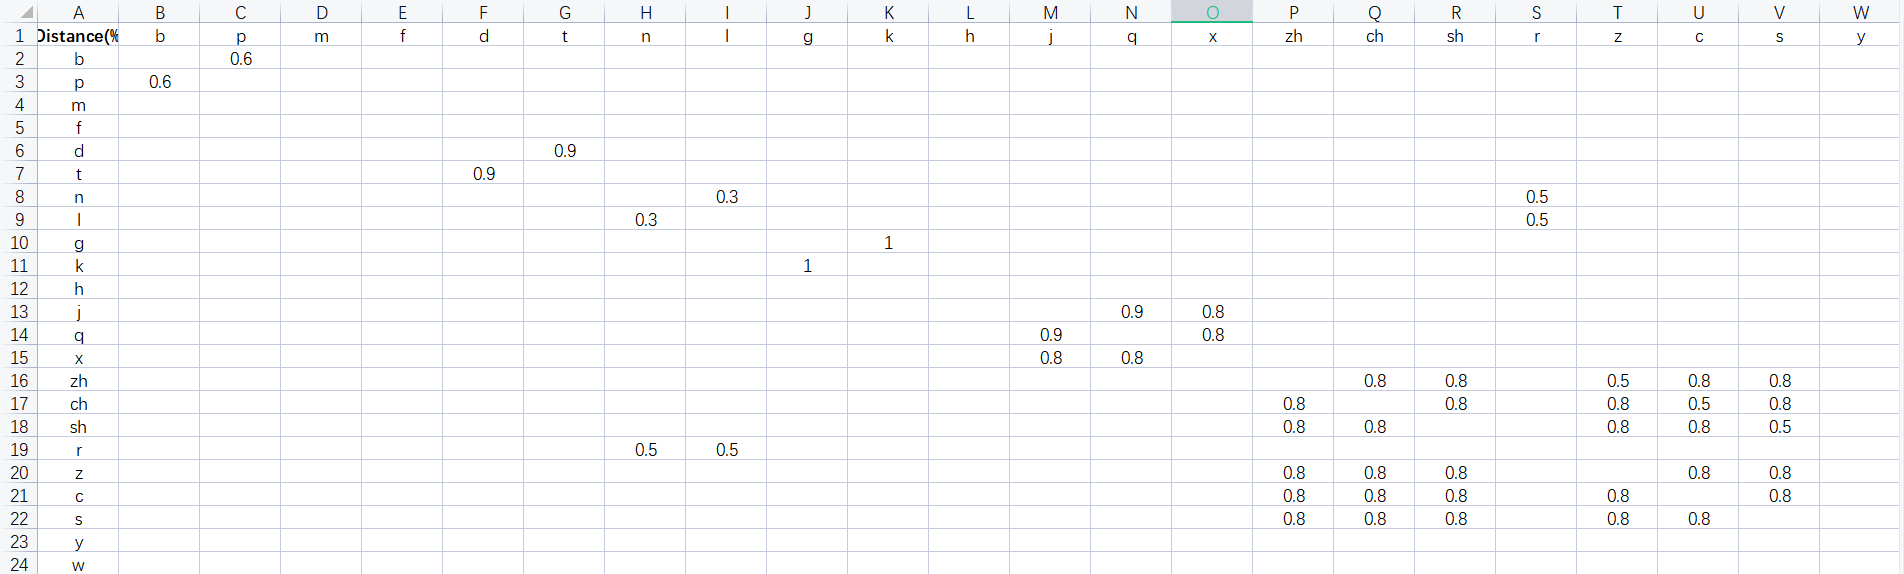 A B C D E F G H I J K L M N O P Q R S T U V W
1 Distance(% b p m f d t n l g k h j q x zh ch sh r z c s y
2 b 0.6
3 p 0.6
4 m
5 f
6 d 0.9
7 t 0.9
8 n 0.3 0.5
9 l 0.3 0.5
10 g 1
11 k 1
12 h
13 j 0.9 0.8
14 q 0.9 0.8
15 x 0.8 0.8
16 zh 0.8 0.8 0.5 0.8 0.8
17 ch 0.8 0.8 0.8 0.5 0.8
18 sh 0.8 0.8 0.8 0.8 0.5
19 r 0.5 0.5
20 z 0.8 0.8 0.8 0.8 0.8
21 c 0.8 0.8 0.8 0.8 0.8
22 s 0.8 0.8 0.8 0.8 0.8
23 y
24 w